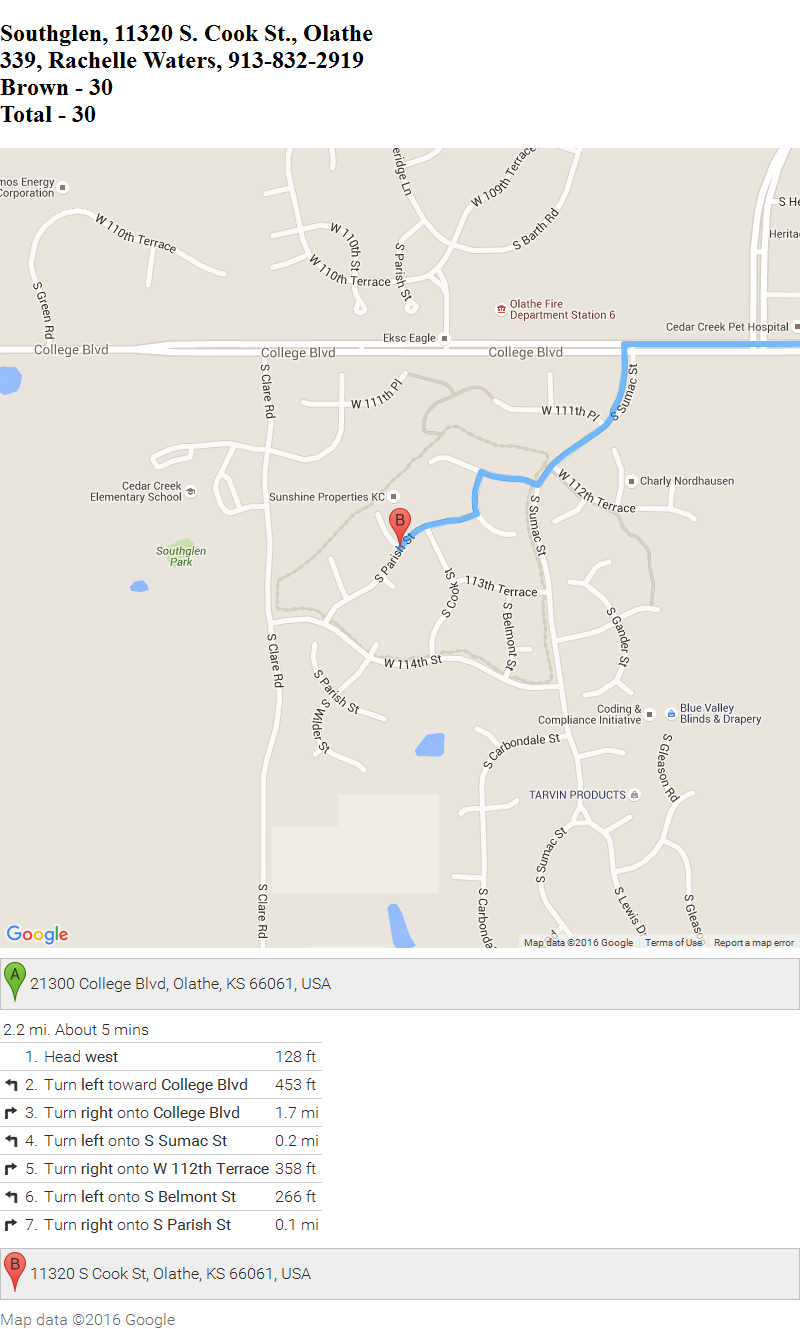 Southglen, 11320 S. Cook St., Olathe
339, Rachelle Waters, 913-832-2919
Brown - 30
Total - 30
mos Energy
Corporation
eridge Ln
W 109th Terrace
S He
Heritag
W 110th Terrace
W 110th St
S Barth Rd
W 110th Terrace
S Parish St
S Green Rd
Olathe Fire
Department Station 6
Cedar Creek Pet Hospital
Eksc Eagle
College Blvd
College Blvd
College Blvd
S Clare Rd
W 111th Pl
W 111th Pl
S Sumac St
Cedar Creek
Elementary School
Sunshine Properties KC
Charly Nordhausen
W 112th Terrace
B
S Sumac St
Southglen
Park
S Parish St
S Cook St
113th Terrace
S Belmont St
S Gander St
S Clare Rd
W 114th St
S Parish St
S Wilder St
Coding &
Compliance Initiative
Blue Valley
Blinds & Drapery
S Carbondale St
S Gleason Rd
TARVIN PRODUCTS
S Sumac St
S Clare Rd
S Carbonda
S Lewis Dr
S Gleaso
Google
Map data ©2016 Google
Terms of Use
Report a map error
A 21300 College Blvd, Olathe, KS 66061, USA
2.2 mi. About 5 mins
1. Head west 128 ft
2. Turn left toward College Blvd 453 ft
3. Turn right onto College Blvd 1.7 mi
4. Turn left onto S Sumac St 0.2 mi
5. Turn right onto W 112th Terrace 358 ft
6. Turn left onto S Belmont St 266 ft
7. Turn right onto S Parish St 0.1 mi
B 11320 S Cook St, Olathe, KS 66061, USA
Map data ©2016 Google